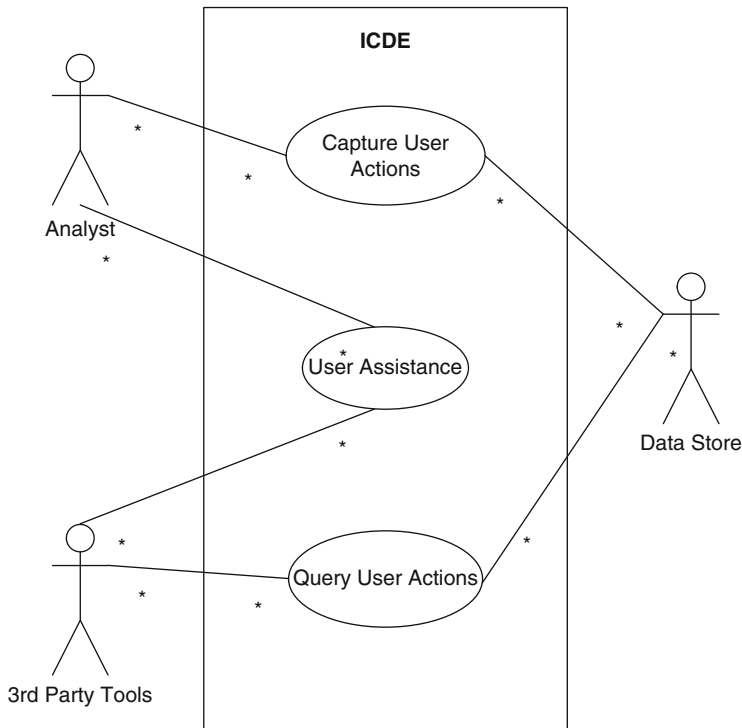 ICDE
Capture User
Actions
*
*
*
Analyst
*
*
*
*
User Assistance
Data Store
*
*
*
Query User Actions
*
*
3rd Party Tools